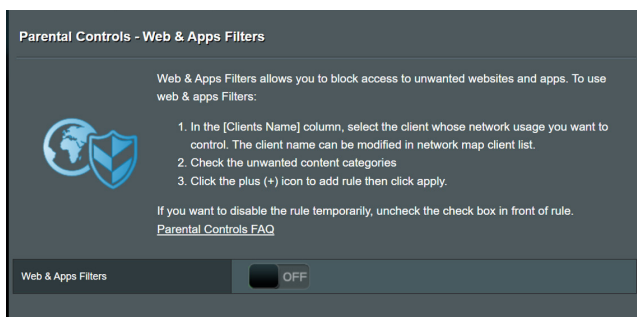 Parental Controls - Web & Apps Filters
Web & Apps Filters allows you to block access to unwanted websites and apps. To use
web & apps Filters:
1. In the [Clients Name] column, select the client whose network usage you want to
control. The client name can be modified in network map client list.
2. Check the unwanted content categories
3. Click the plus (+) icon to add rule then click apply.
If you want to disable the rule temporarily, uncheck the check box in front of rule.
Parental Controls FAQ
Web & Apps Filters
OFF